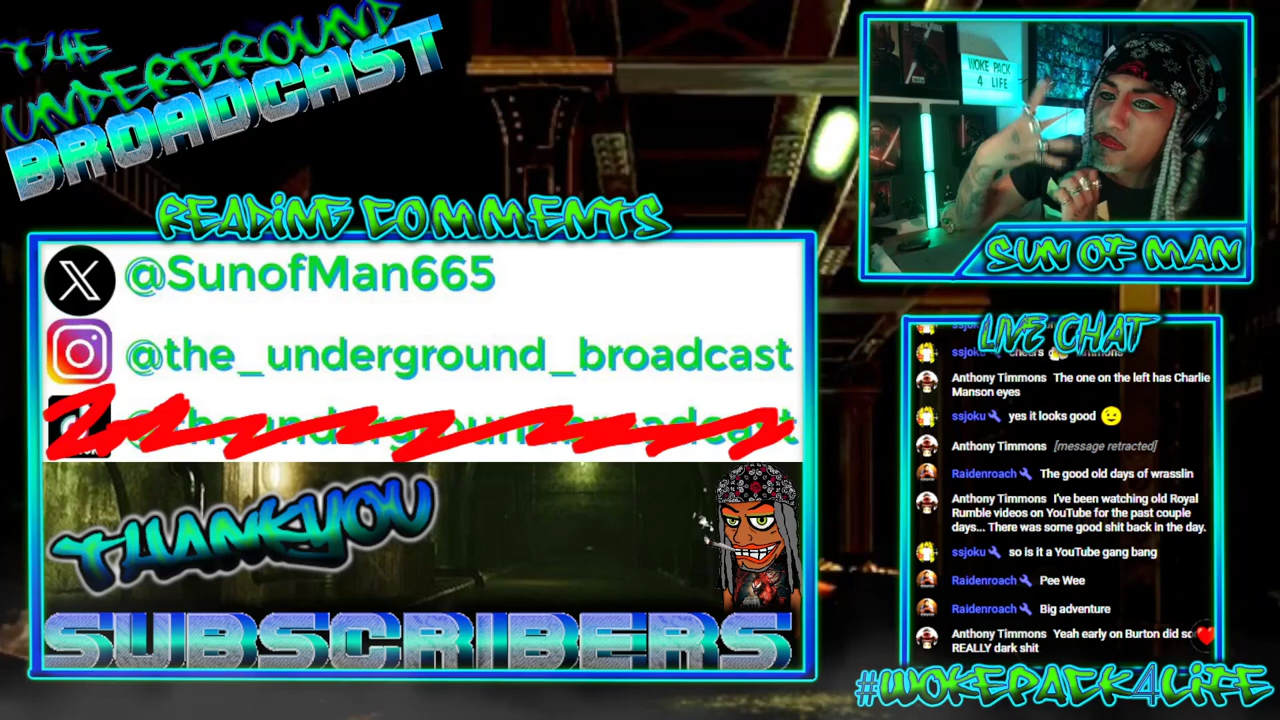 THE
UNDERGROUND
BROADCAST
READING COMMENTS
@SunofMan665
@the_underground_broadcast
THANKYOU
SUBSCRIBERS
WOKE PACK
4 LIFE
SUN OF MAN
LIVE CHAT
ssjoku
Anthony Timmons The one on the left has Charlie
Manson eyes
ssjoku yes it looks good
Anthony Timmons [message retracted]
Raidenroach The good old days of wrasslin
Anthony Timmons I've been watching old Royal
Rumble videos on YouTube for the past couple
days... There was some good shit back in the day.
ssjoku so is it a YouTube gang bang
Raidenroach Pee Wee
Raidenroach Big adventure
Anthony Timmons Yeah early on Burton did
REALLY dark shit
#WOKEPACK4LIFE